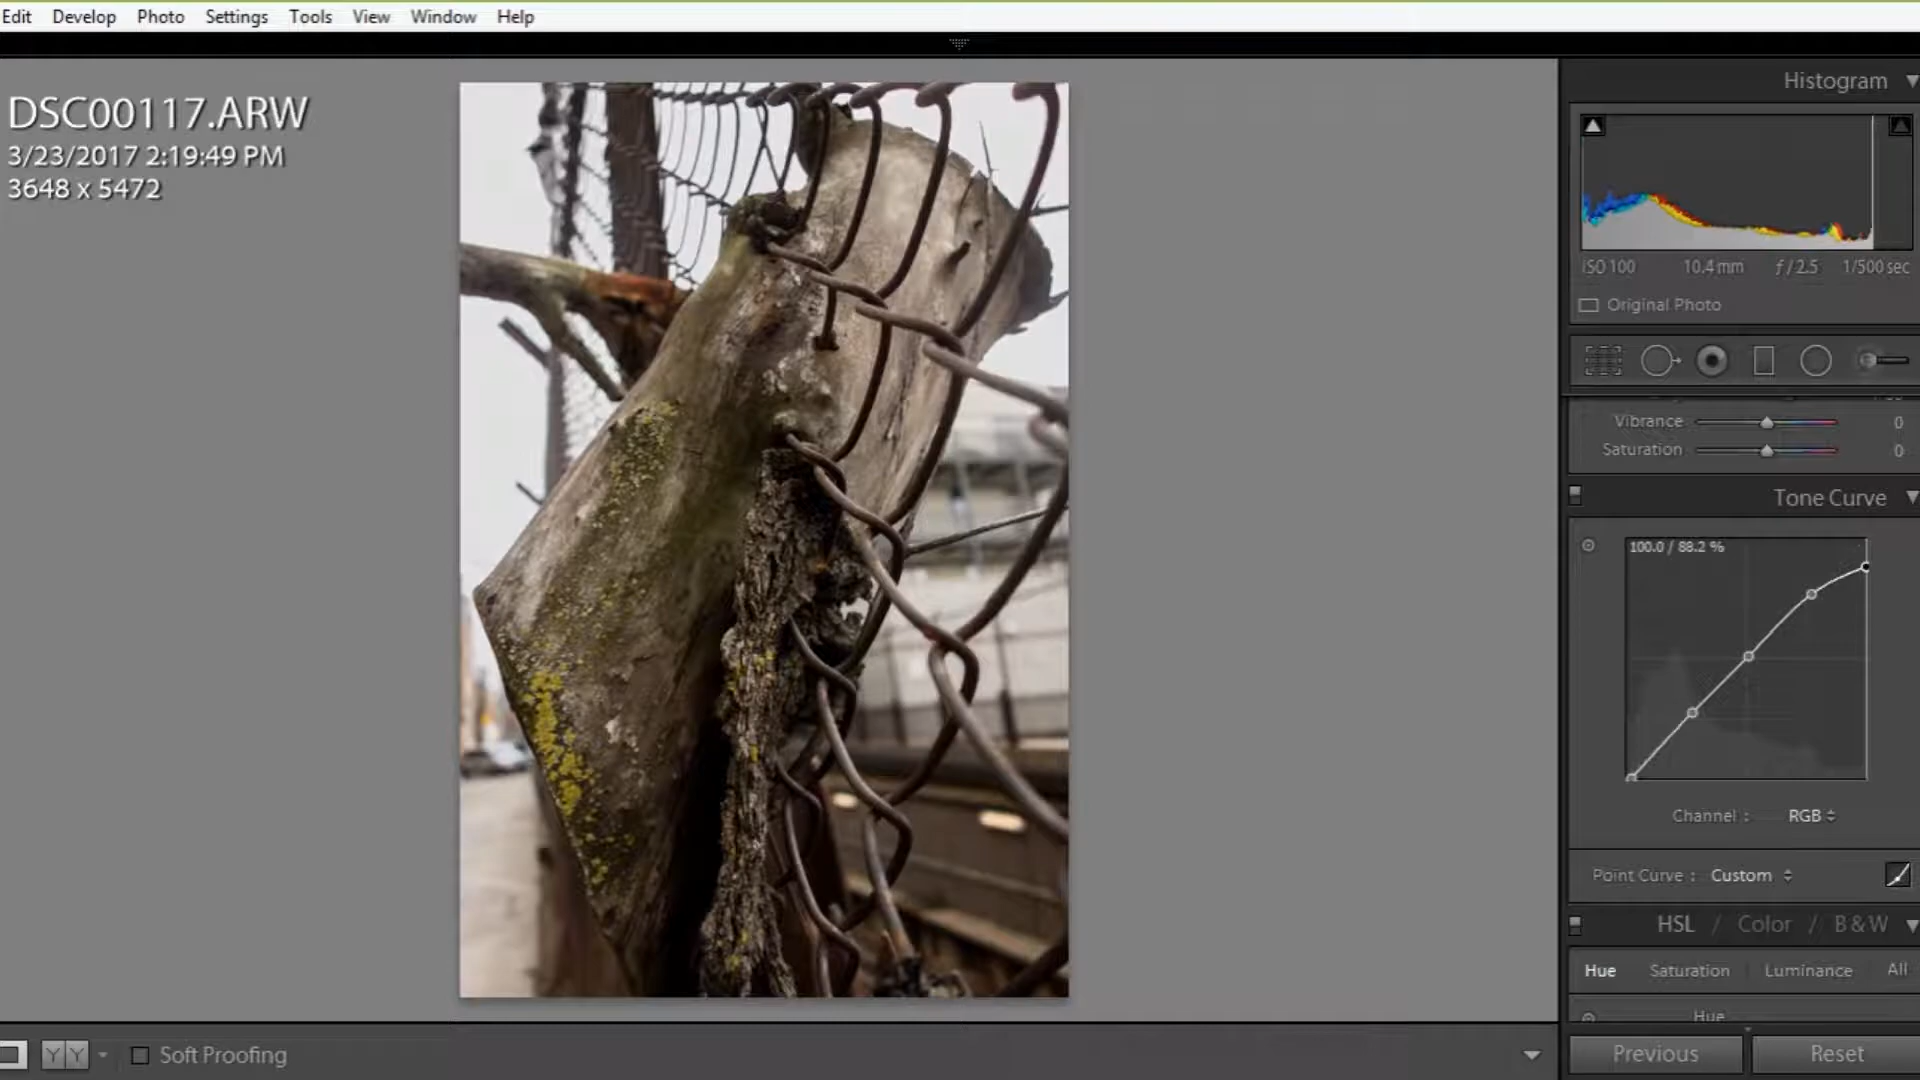 Edit Develop Photo Settings Tools View Window Help
DSC00117.ARW
3/23/2017 2:19:49 PM
3648 x 5472
Histogram
ISO 100 10.4 mm ƒ / 2.5 1/500 sec
Original Photo
Vibrance 0
Saturation 0
Tone Curve
100.0 / 88.2 %
Channel : RGB
Point Curve : Custom
HSL / Color / B & W
Hue Saturation Luminance All
Hue
Previous Reset
Y Y Soft Proofing